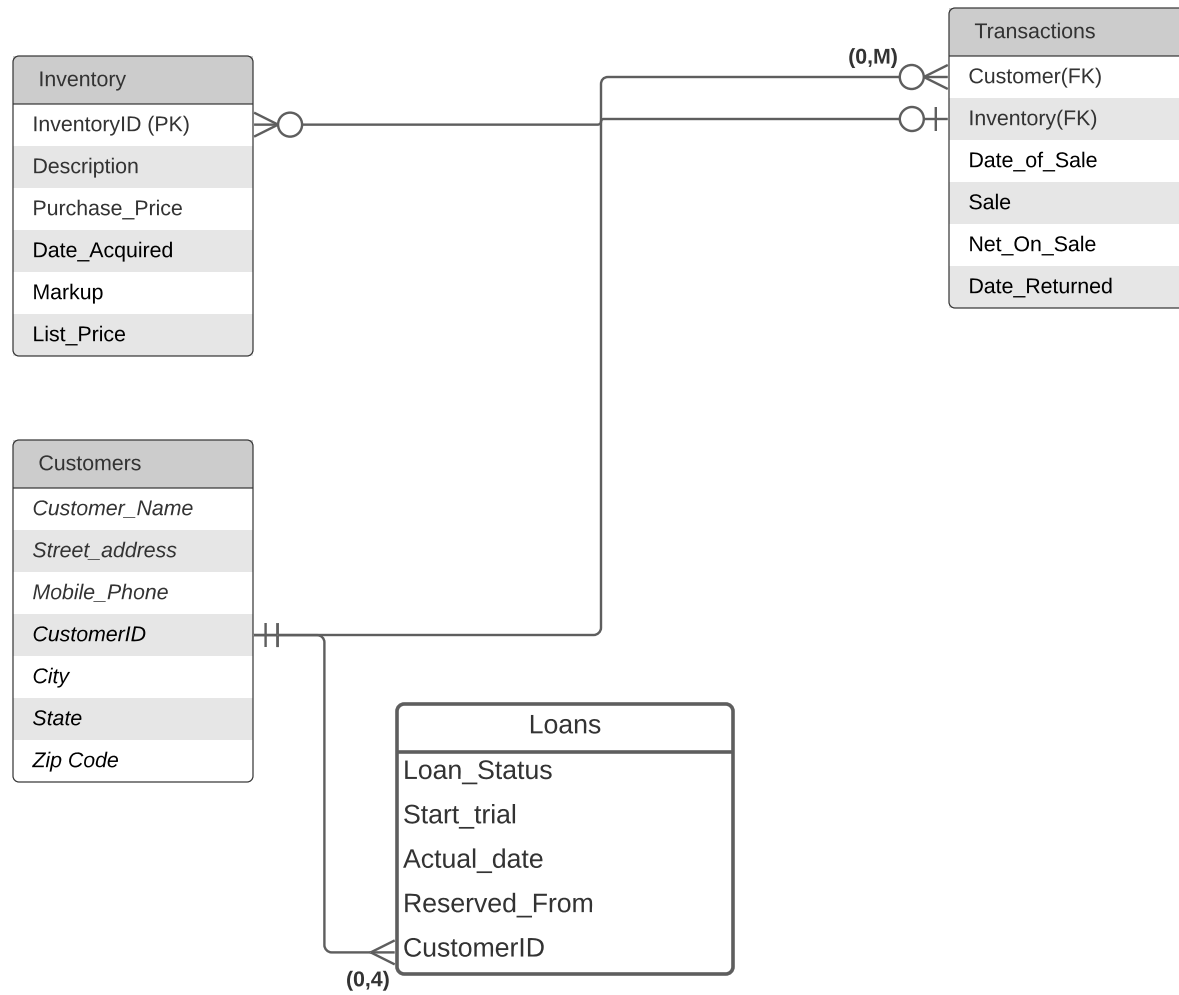 Inventory
InventoryID (PK)
Description
Purchase_Price
Date_Acquired
Markup
List_Price
(0,M)
Transactions
Customer(FK)
Inventory(FK)
Date_of_Sale
Sale
Net_On_Sale
Date_Returned
Customers
Customer_Name
Street_address
Mobile_Phone
CustomerID
City
State
Zip Code
Loans
Loan_Status
Start_trial
Actual_date
Reserved_From
CustomerID
(0,4)